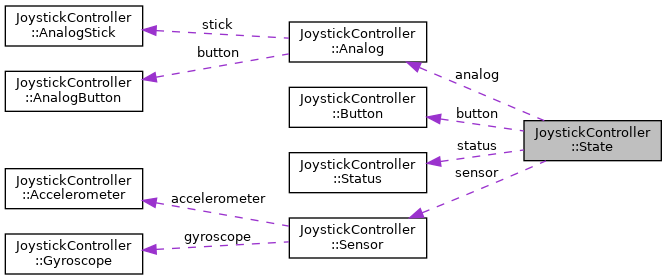 JoystickController
::AnalogStick
stick
JoystickController
::Analog
button
JoystickController
::AnalogButton
analog
JoystickController
::Button
button
JoystickController
::State
status
JoystickController
::Status
sensor
JoystickController
::Accelerometer
accelerometer
JoystickController
::Sensor
gyroscope
JoystickController
::Gyroscope